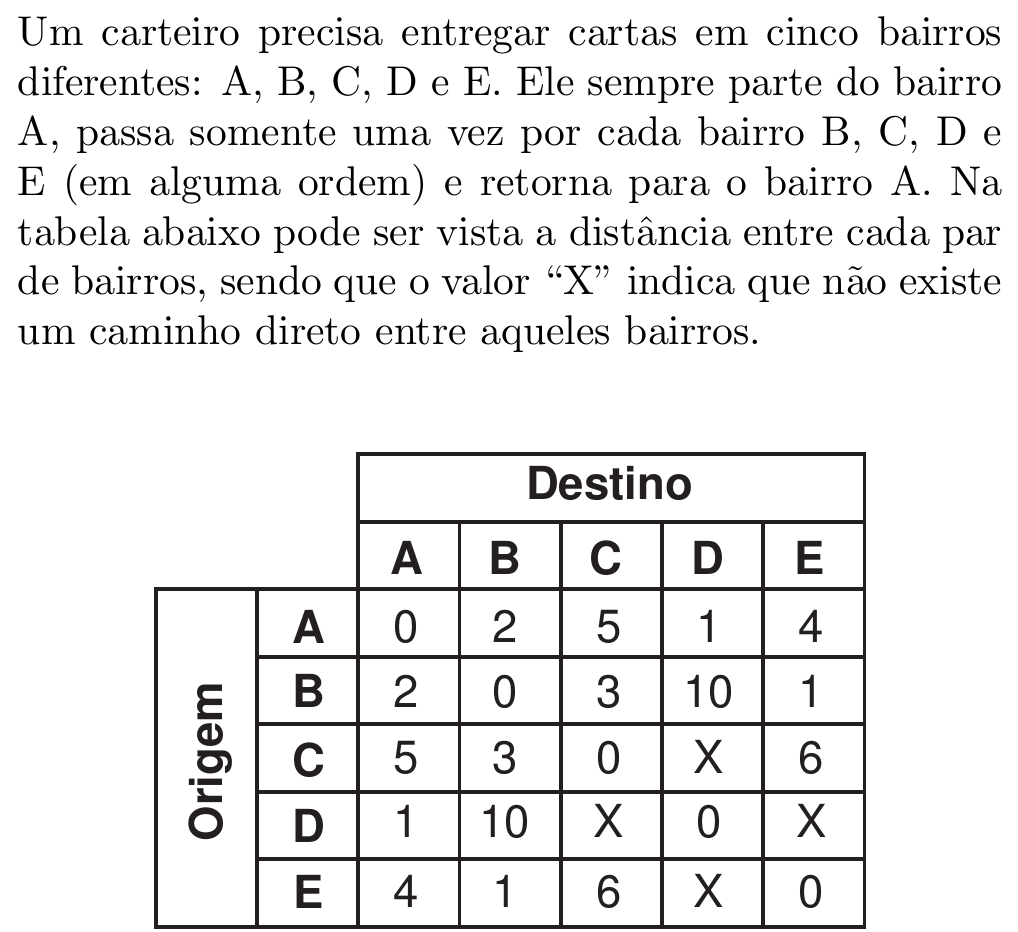 Um carteiro precisa entregar cartas em cinco bairros
diferentes: A, B, C, D e E. Ele sempre parte do bairro
A, passa somente uma vez por cada bairro B, C, D e
E (em alguma ordem) e retorna para o bairro A. Na
tabela abaixo pode ser vista a distância entre cada par
de bairros, sendo que o valor “X” indica que não existe
um caminho direto entre aqueles bairros.
Destino
A B C D E
Origem
A 0 2 5 1 4
B 2 0 3 10 1
C 5 3 0 X 6
D 1 10 X 0 X
E 4 1 6 X 0